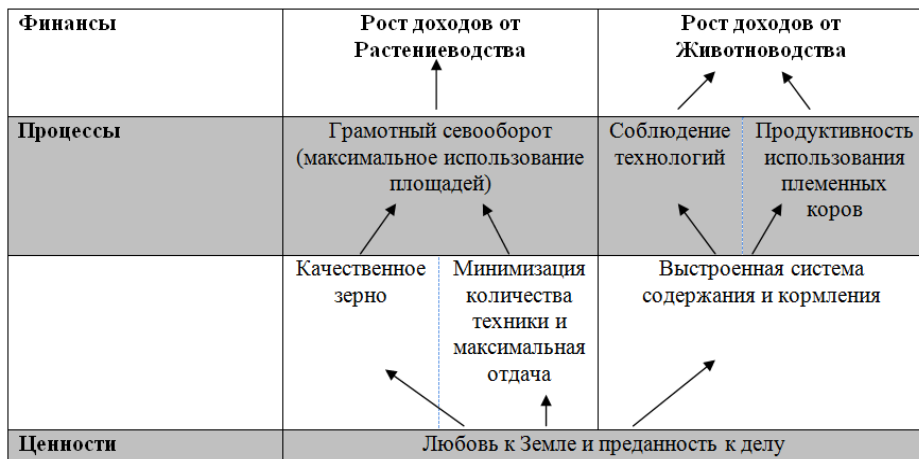 Финансы
Рост доходов от
Растениеводства
Рост доходов от
Животноводства
Процессы
Грамотный севооборот
(максимальное использование
площадей)
Соблюдение
технологий
Продуктивность
использования
племенных
коров
Качественное
зерно
Минимизация
количества
техники и
максимальная
отдача
Выстроенная система
содержания и кормления
Ценности
Любовь к Земле и преданность к делу